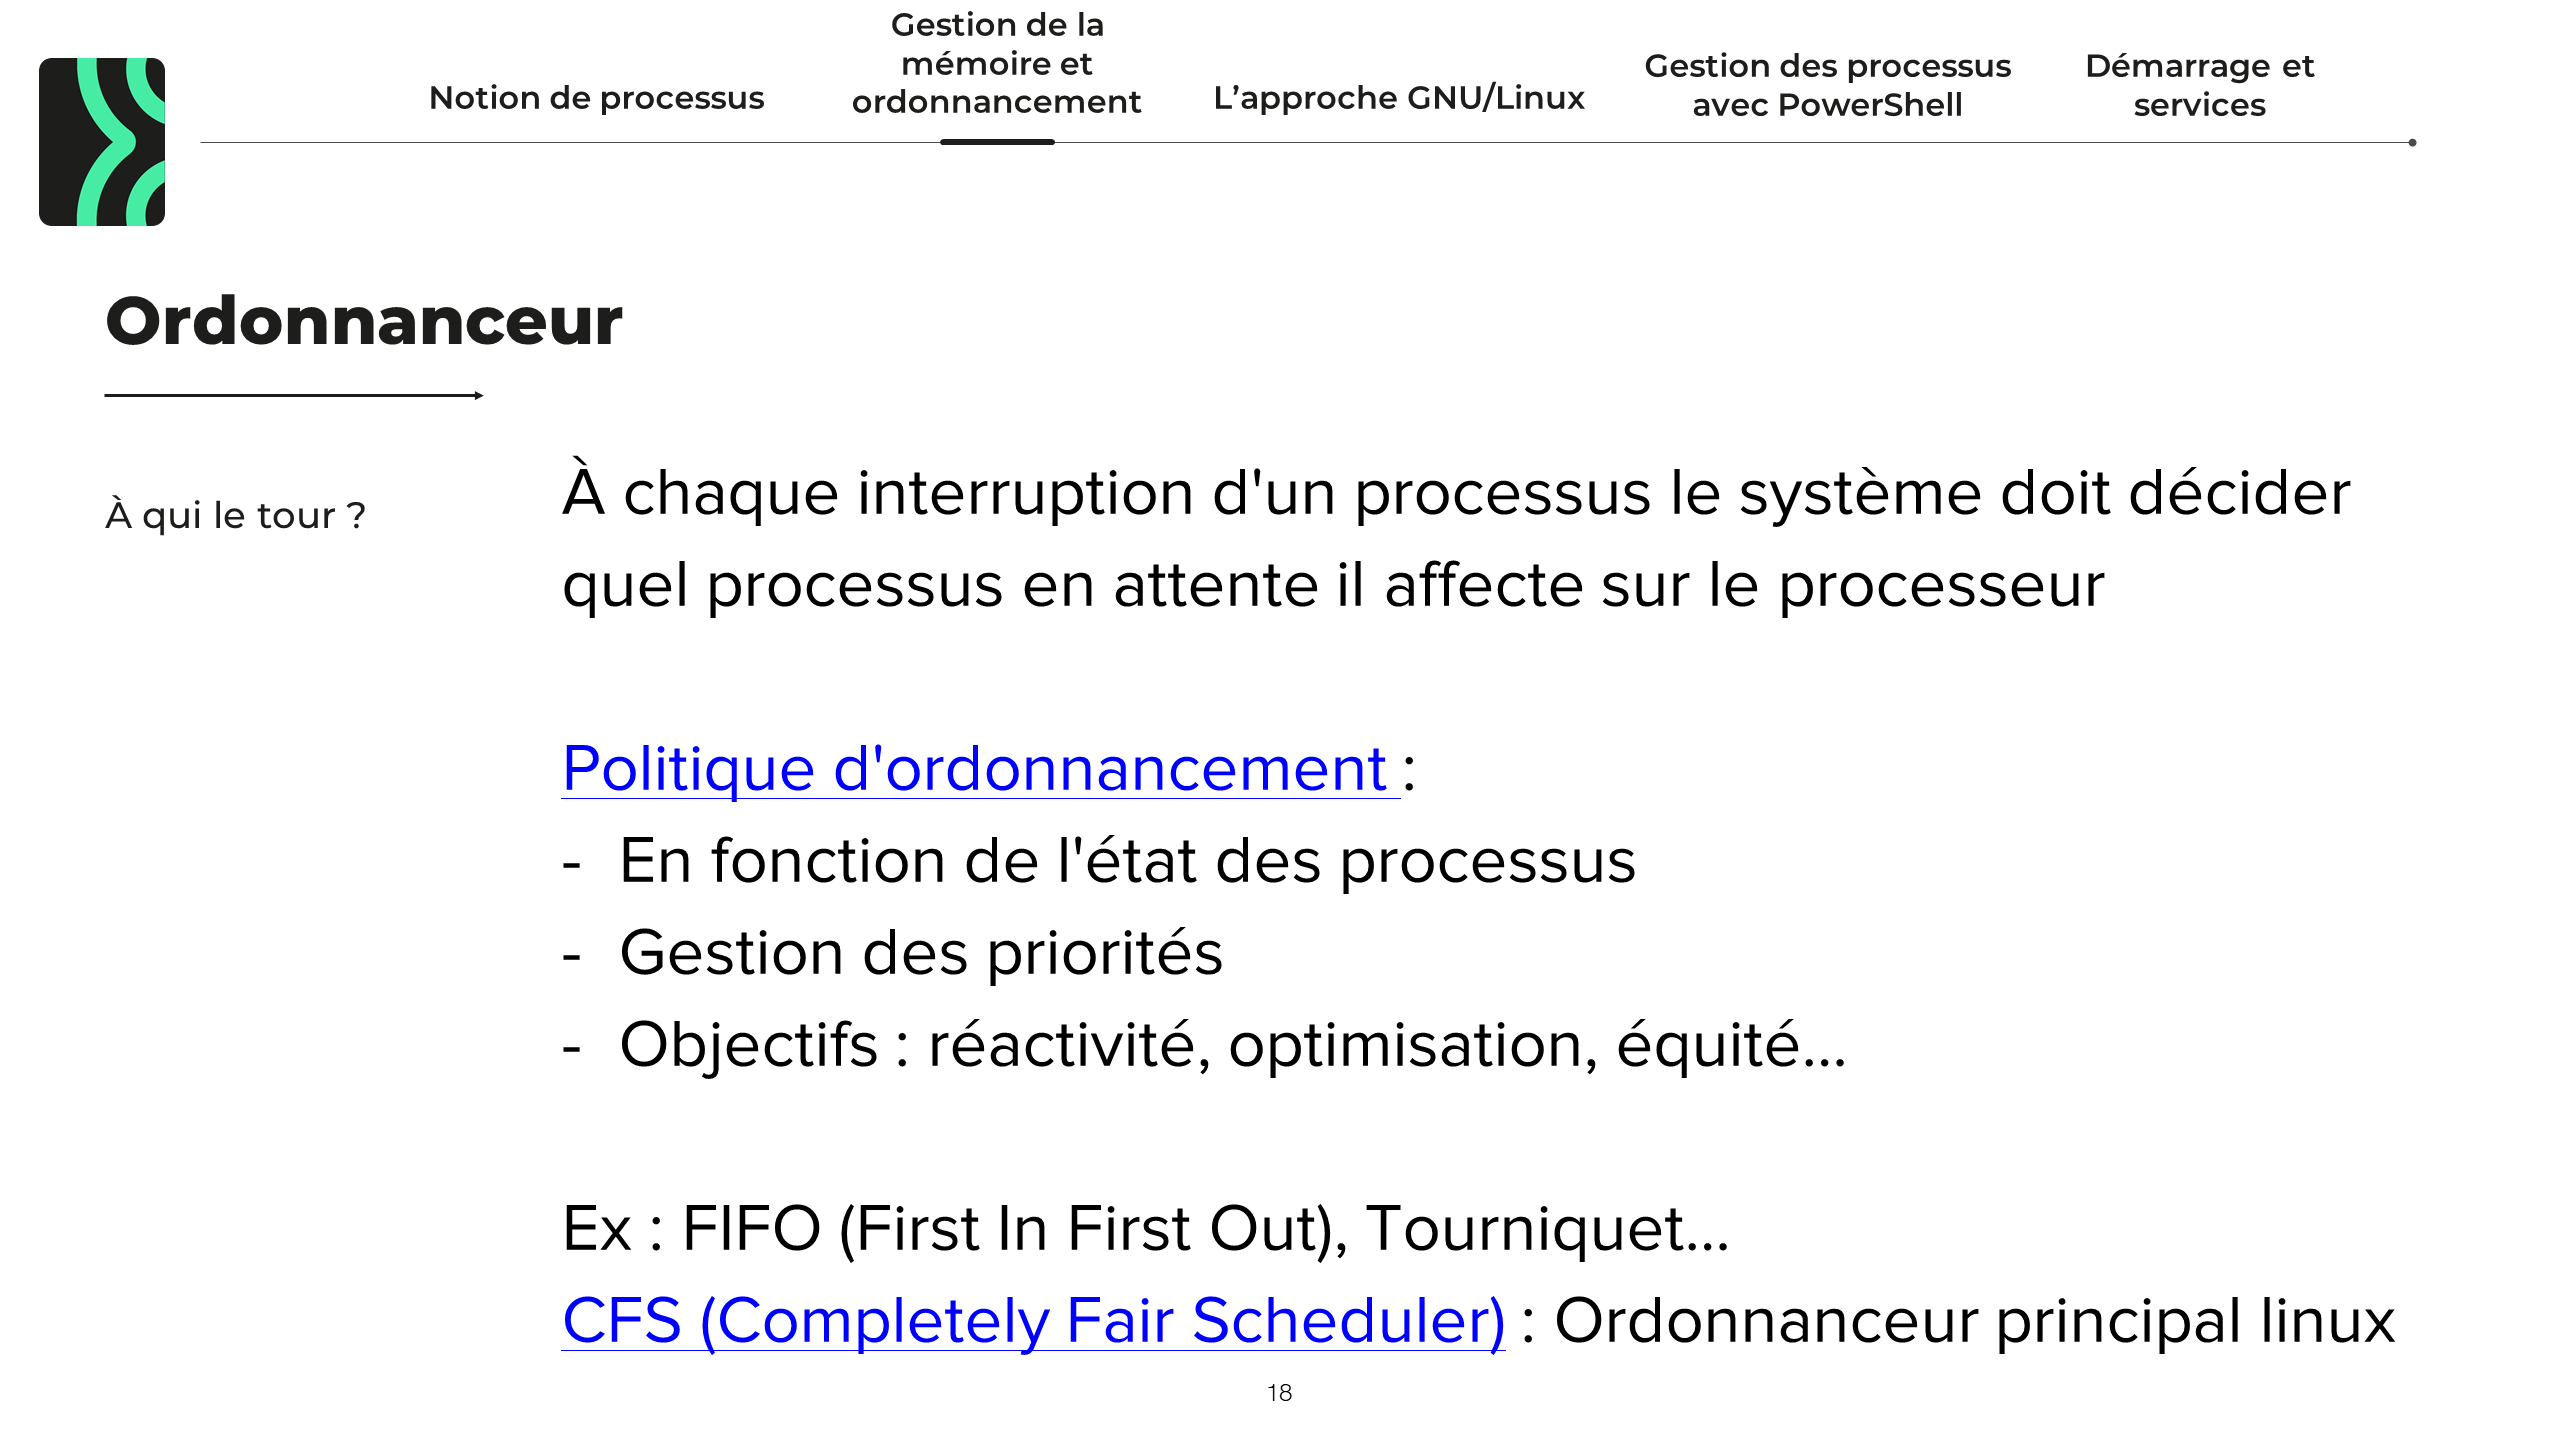 Notion de processus
Gestion de la
mémoire et
ordonnancement
L’approche GNU/Linux
Gestion des processus
avec PowerShell
Démarrage et
services
Ordonnanceur
À qui le tour ?
À chaque interruption d'un processus le système doit décider
quel processus en attente il affecte sur le processeur
Politique d'ordonnancement :
- En fonction de l'état des processus
- Gestion des priorités
- Objectifs : réactivité, optimisation, équité...
Ex : FIFO (First In First Out), Tourniquet...
CFS (Completely Fair Scheduler) : Ordonnanceur principal linux
18